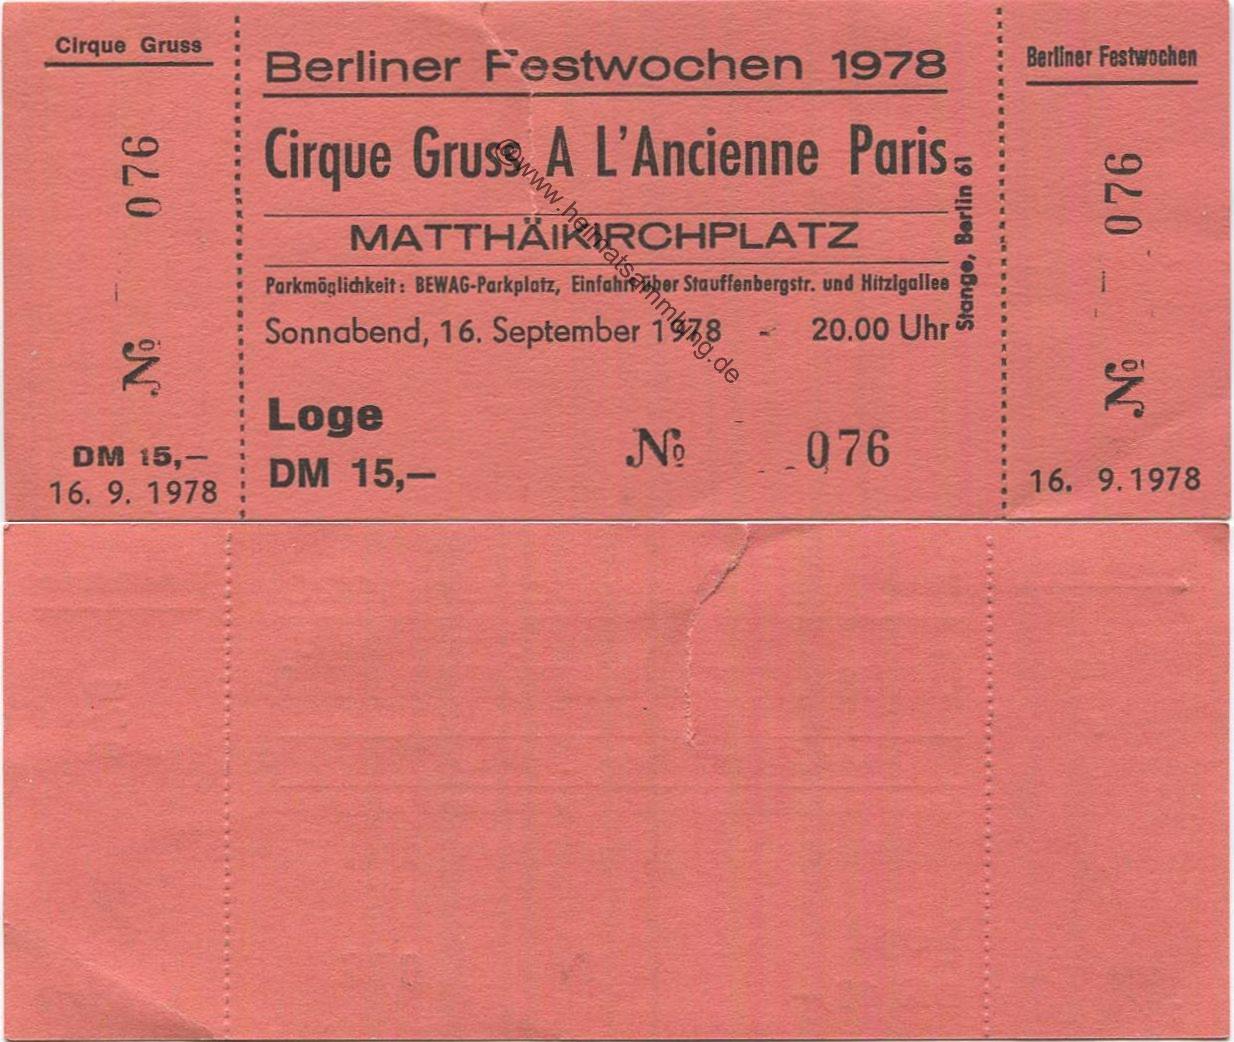 Cirque Gruss
076
№
DM 15,—
16. 9. 1978
Berliner Festwochen 1978
Cirque Gruss A L'Ancienne Paris
MATTHÄIKIRCHPLATZ
Parkmöglichkeit: BEWAG-Parkplatz, Einfahrt über Stauffenbergstr. und Hitzigallee
Sonnabend, 16. September 1978 - 20.00 Uhr
Loge
DM 15,—
№ 076
Stange, Berlin 61
Berliner Festwochen
076
№
16. 9. 1978
©www.heimatsammlung.de